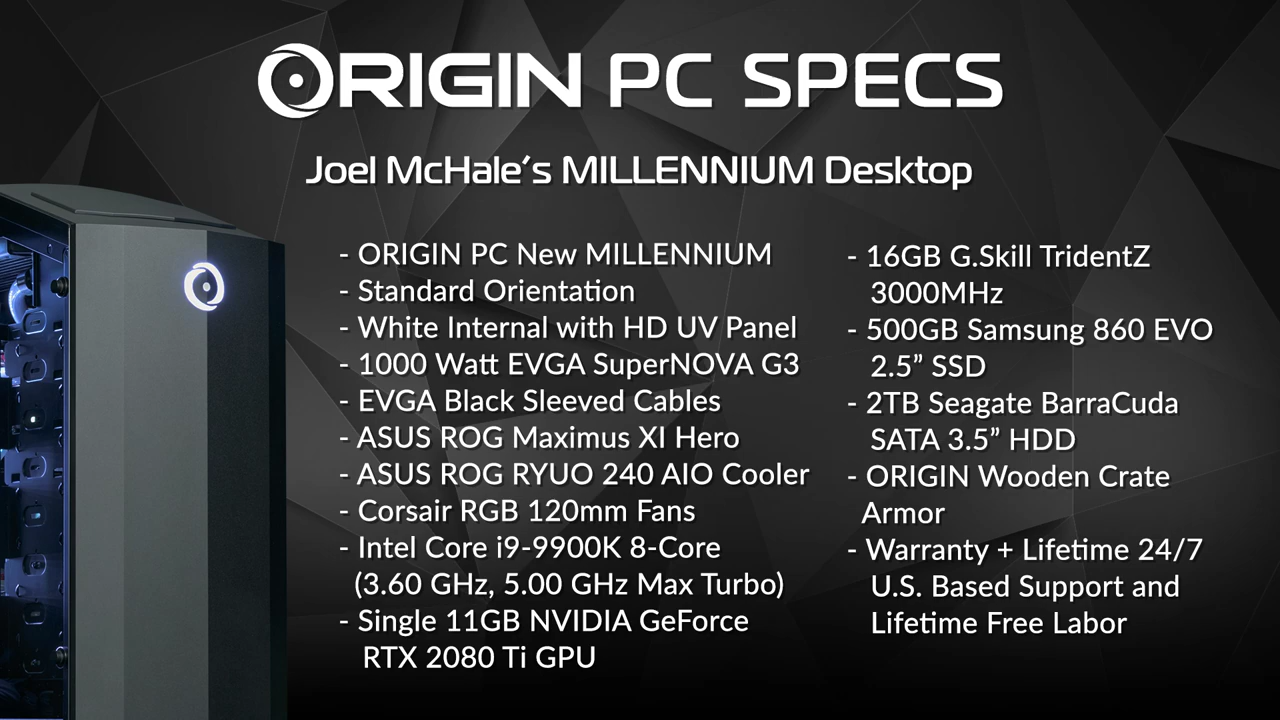 ORIGIN PC SPECS
Joel McHale's MILLENNIUM Desktop
- ORIGIN PC New MILLENNIUM
- Standard Orientation
- White Internal with HD UV Panel
- 1000 Watt EVGA SuperNOVA G3
- EVGA Black Sleeved Cables
- ASUS ROG Maximus XI Hero
- ASUS ROG RYUO 240 AIO Cooler
- Corsair RGB 120mm Fans
- Intel Core i9-9900K 8-Core
(3.60 GHz, 5.00 GHz Max Turbo)
- Single 11GB NVIDIA GeForce
RTX 2080 Ti GPU
- 16GB G.Skill TridentZ
3000MHz
- 500GB Samsung 860 EVO
2.5” SSD
- 2TB Seagate BarraCuda
SATA 3.5” HDD
- ORIGIN Wooden Crate
Armor
- Warranty + Lifetime 24/7
U.S. Based Support and
Lifetime Free Labor